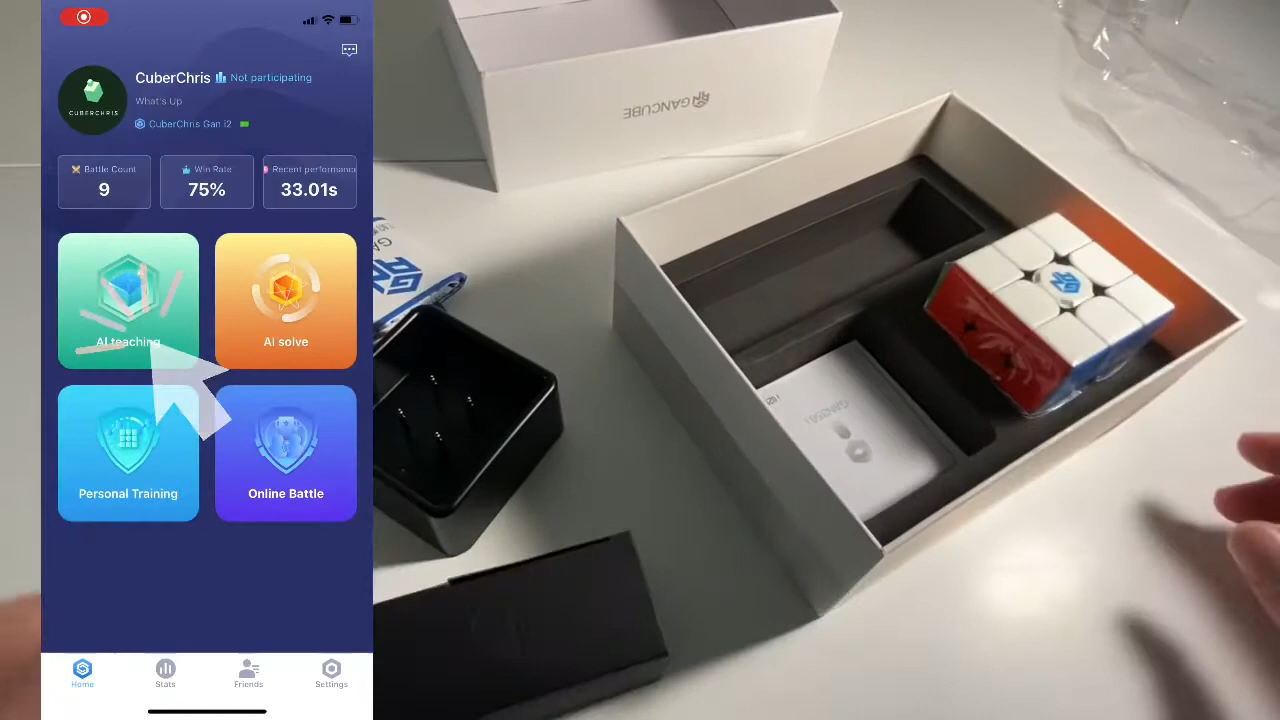 CuberChris Not participating
CUBERCHRIS
What's Up
CuberChris Gan i2
Battle Count
9
Win Rate
75%
Recent performance
33.01s
AI teaching
AI solve
Personal Training
Online Battle
Home
Stats
Friends
Settings
GANCUBE